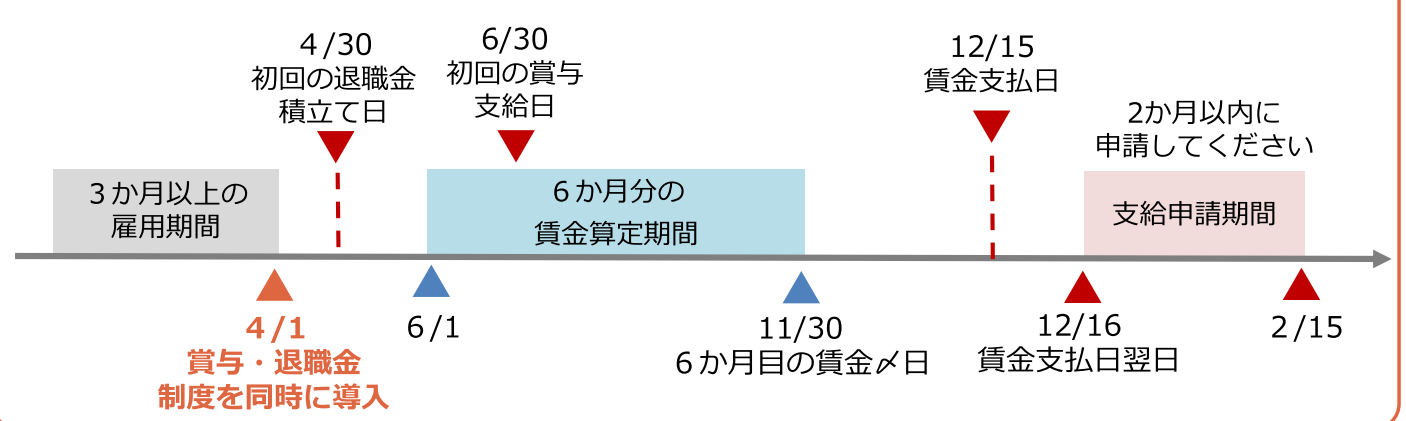 4/30
初回の退職金
積立て日
6/30
初回の賞与
支給日
12/15
賃金支払日
2か月以内に
申請してください
３か月以上の
雇用期間
６か月分の
賃金算定期間
支給申請期間
4/1
賞与・退職金
制度を同時に導入
6/1
11/30
６か月目の賃金〆日
12/16
賃金支払日翌日
2/15